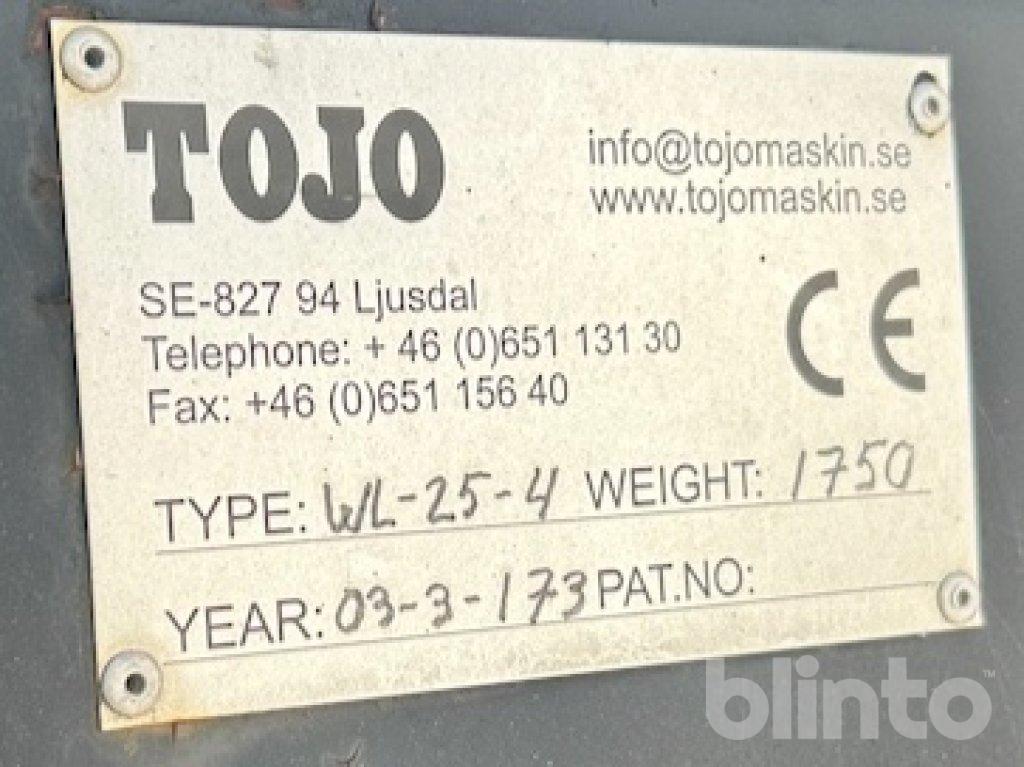 TOJO
info@tojomaskin.se
www.tojomaskin.se
SE-827 94 Ljusdal
Telephone: + 46 (0)651 131 30
Fax: +46 (0)651 156 40
CE
TYPE: WL-25-4 WEIGHT: 1750
YEAR: 03-3-173 PAT.NO:
blinto™